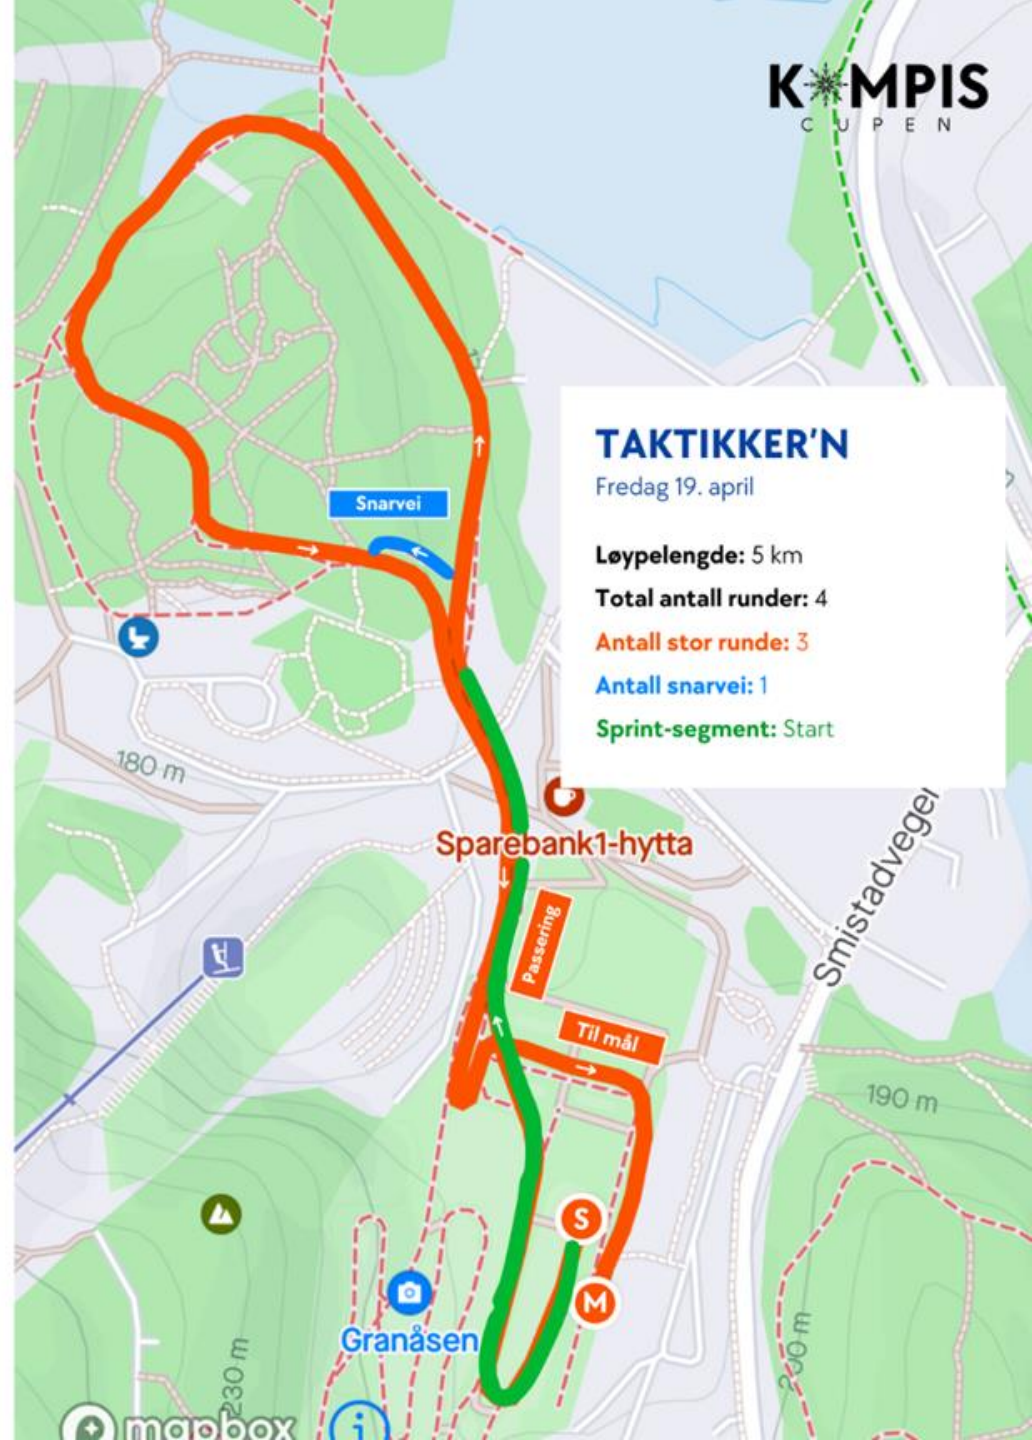 K MPIS
CUPEN
TAKTIKKER'N
Fredag 19. april
Løypelengde: 5 km
Total antall runder: 4
Antall stor runde: 3
Antall snarvei: 1
Sprint-segment: Start
Snarvei
180 m
Sparebank1-hytta
Smistadvegen
Passering
Til mål
190 m
S
M
Granåsen
230 m
200 m
mapbox
i